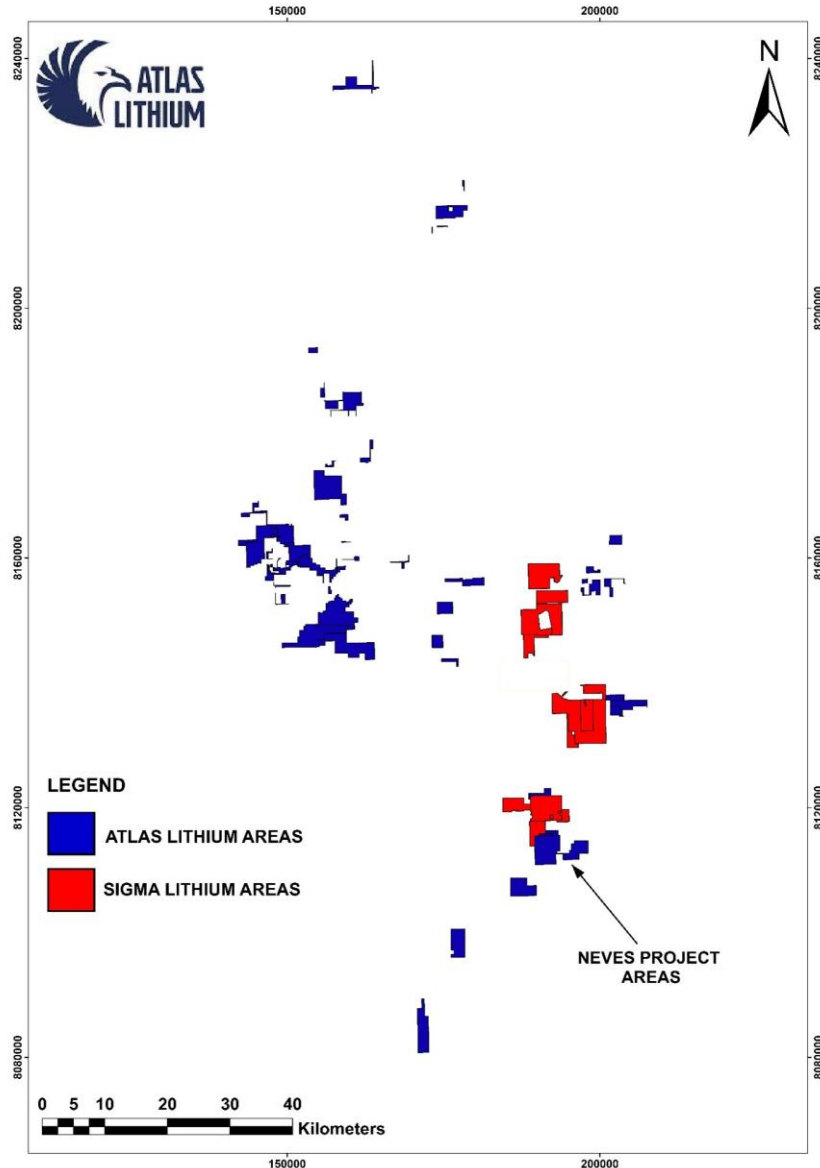 150000
200000
8240000
8240000
ATLAS
LITHIUM
N
8200000
8200000
8160000
8160000
LEGEND
8120000
8120000
ATLAS LITHIUM AREAS
SIGMA LITHIUM AREAS
NEVES PROJECT
AREAS
8080000
8080000
0 5 10 20 30 40
Kilometers
150000
200000